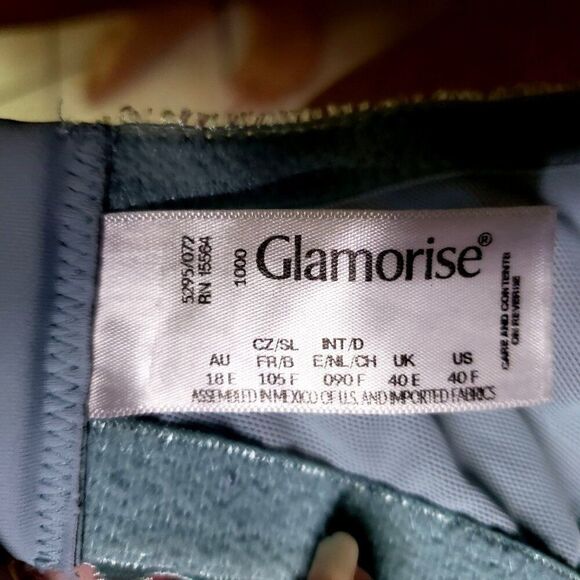 Glamorise®
5295/072
RN 15564
1000
CZ/SL INT/D
AU FR/B E/NL/CH UK US
18 E 105 F 090 F 40 E 40 F
ASSEMBLED IN MEXICO OF U.S. AND IMPORTED FABRICS
CARE AND CONTENTS
ON REVERSE